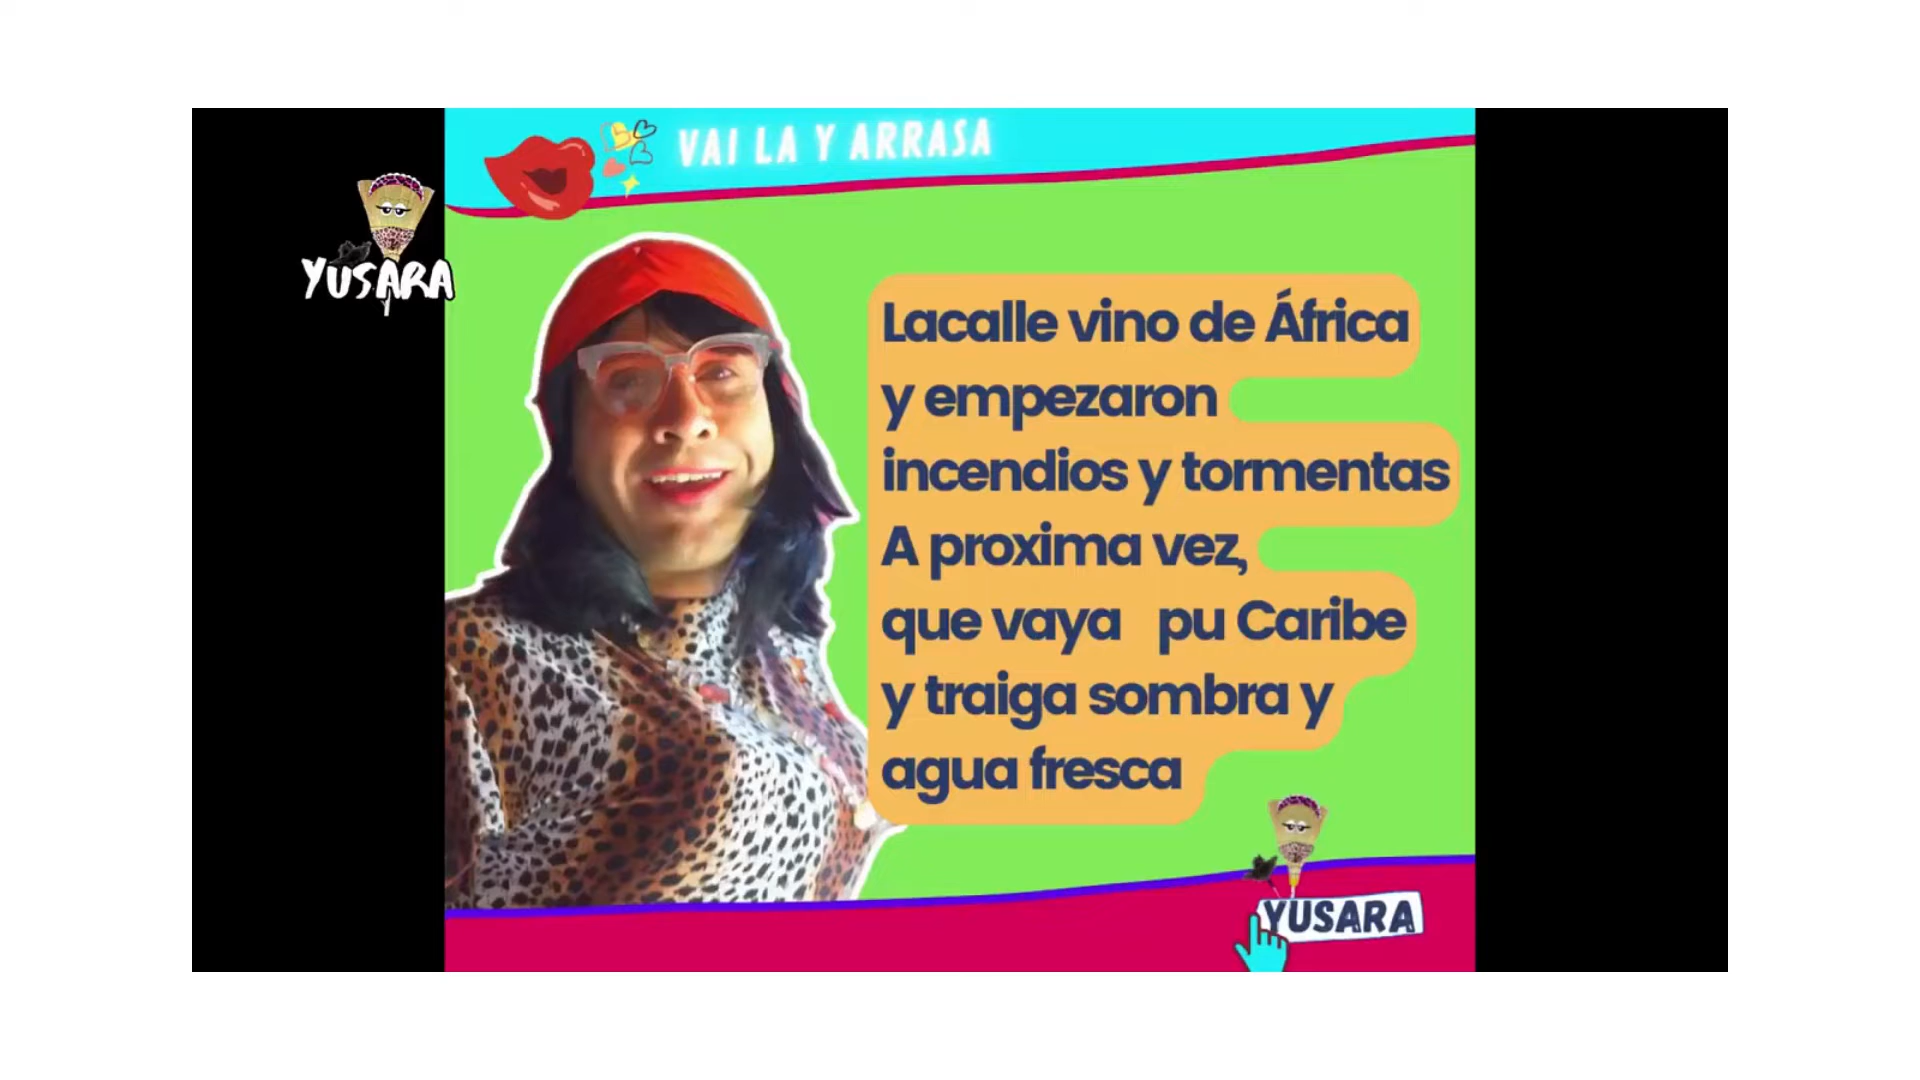 VAI LA Y ARRASA
YUSARA
Lacalle vino de África
y empezaron
incendios y tormentas
A proxima vez,
que vaya pu Caribe
y traiga sombra y
agua fresca
YUSARA